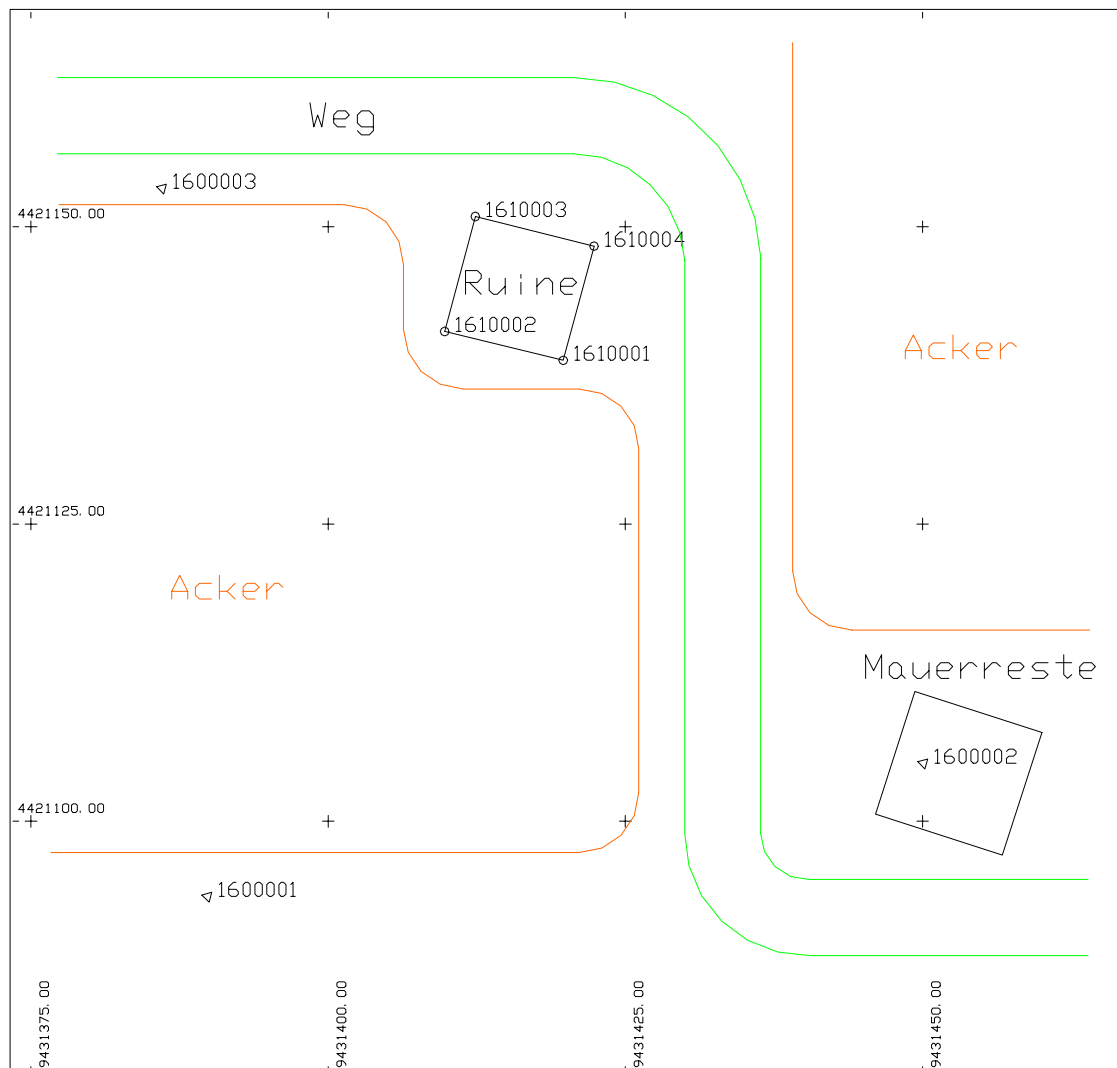 Weg
1600003
4421150. 00
1610003
1610004
Ruine
1610002
1610001
Acker
4421125. 00
Acker
Mauerreste
1600002
4421100. 00
1600001
9431375. 00
9431400. 00
9431425. 00
9431450. 00